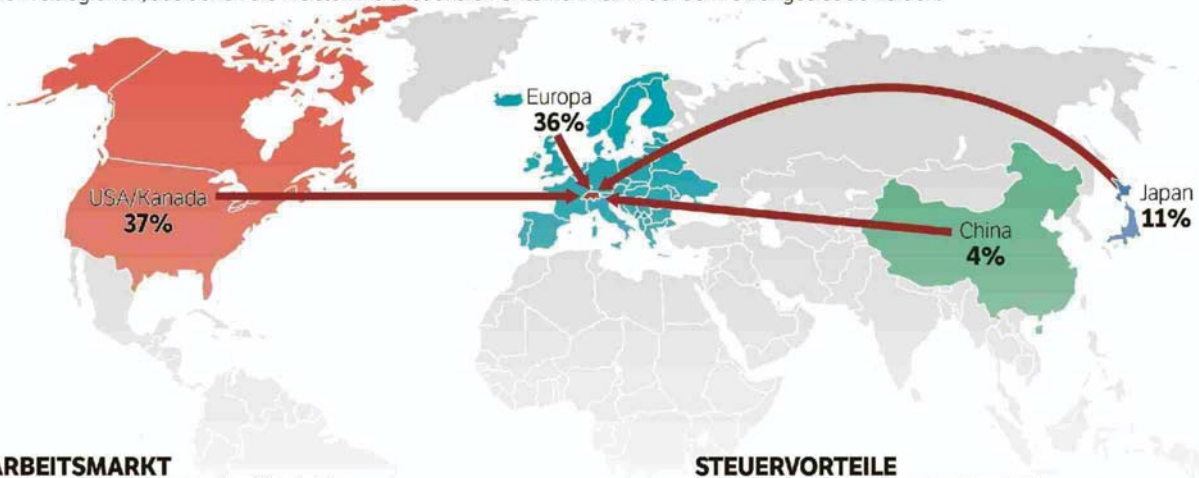 Europa
36%
USA/Kanada
37%
Japan
11%
China
4%
ARBEITSMARKT
STEUERVORTEILE